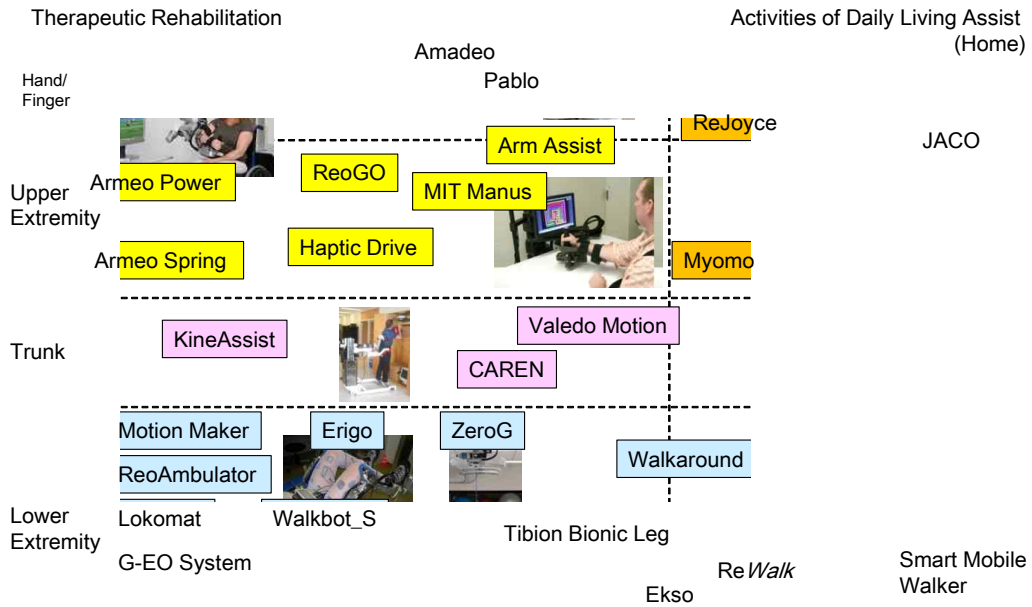 Therapeutic Rehabilitation
Activities of Daily Living Assist
(Home)
Amadeo
Pablo
Hand/
Finger
ReJoyce
Arm Assist
JACO
ReoGO
Armeo Power
MIT Manus
Upper
Extremity
Haptic Drive
Armeo Spring
Myomo
Valedo Motion
KineAssist
Trunk
CAREN
Motion Maker
Erigo
ZeroG
Walkaround
ReoAmbulator
Lower
Extremity
Lokomat
Walkbot_S
Tibion Bionic Leg
G-EO System
ReWalk
Smart Mobile
Walker
Ekso